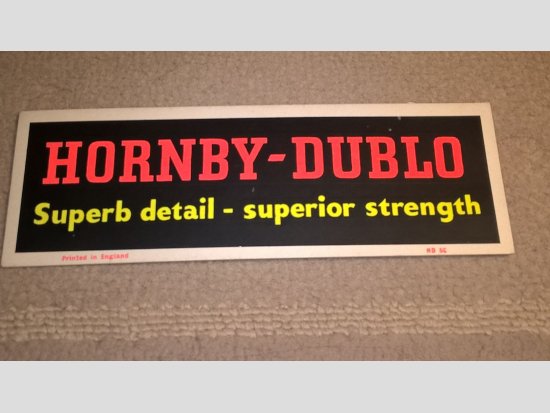 HORNBY-DUBLO
Superb detail - superior strength
Printed in England